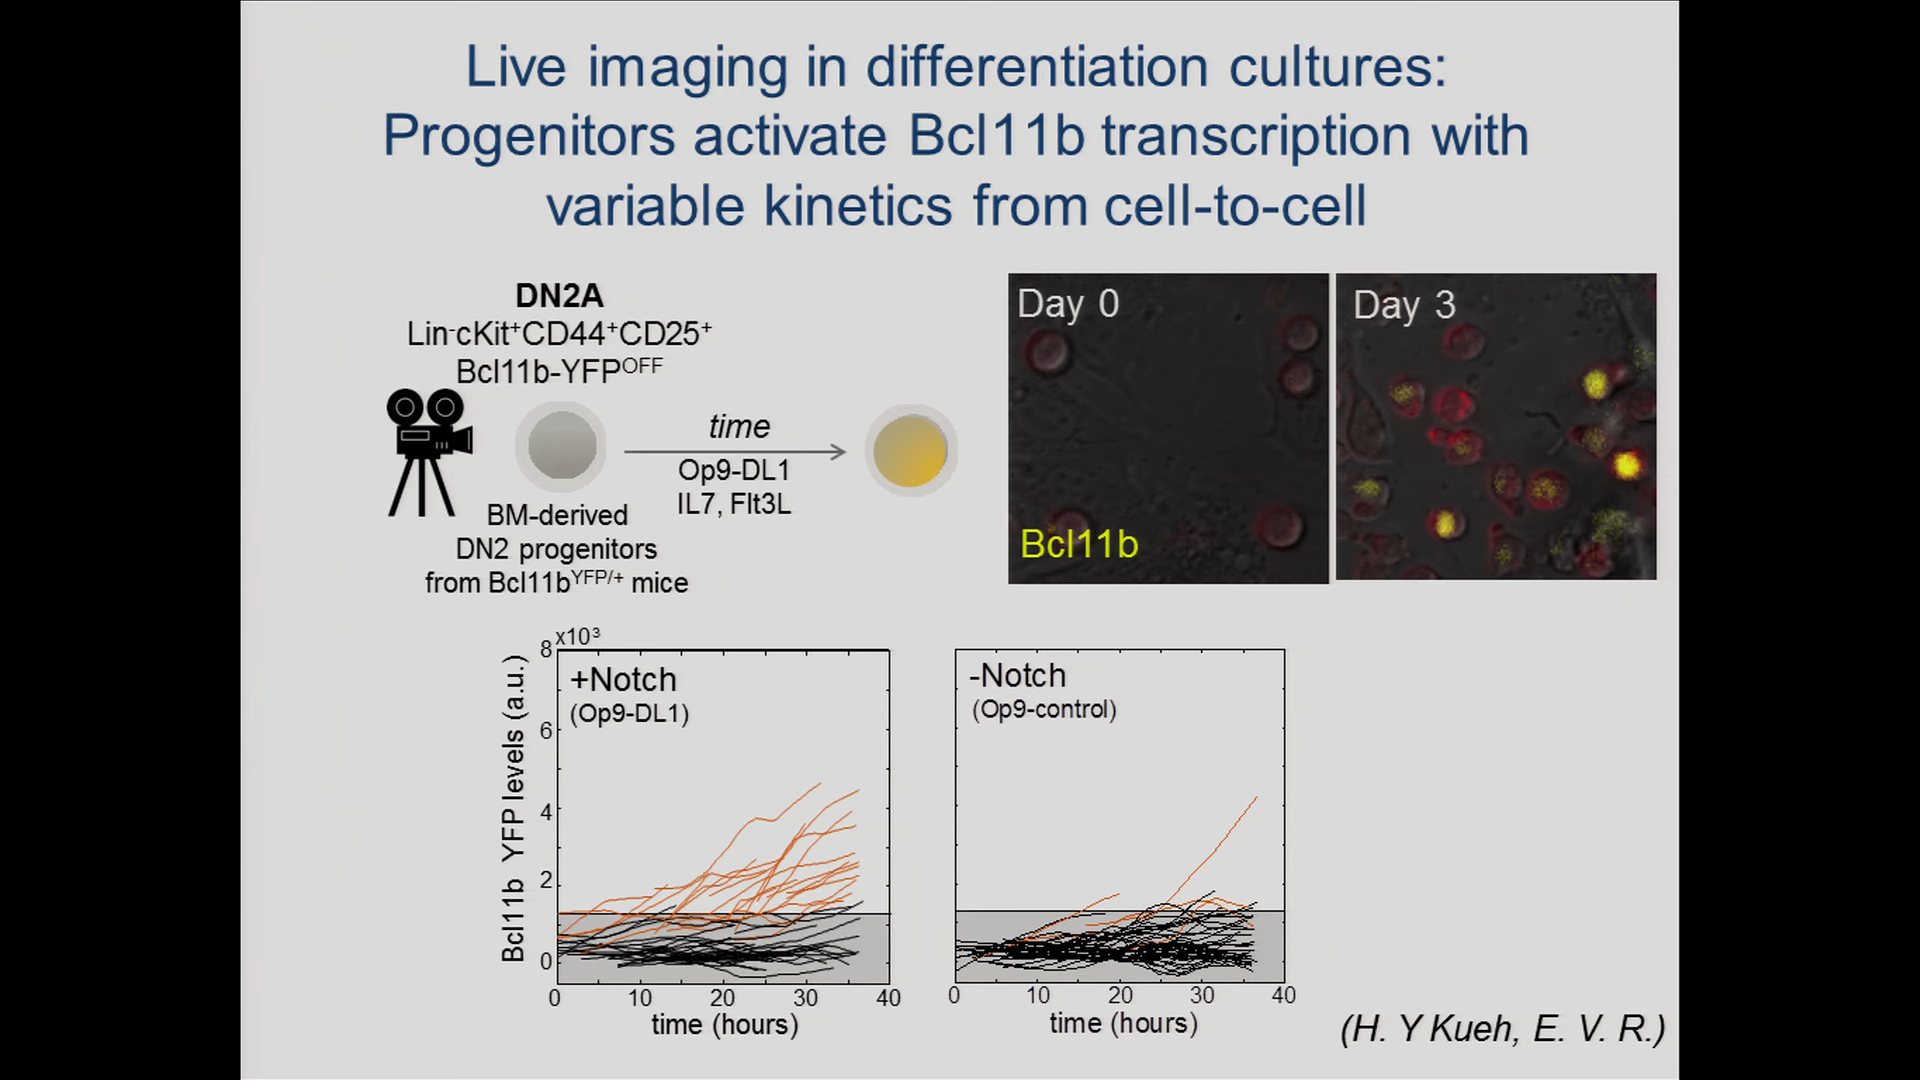 Live imaging in differentiation cultures:
Progenitors activate Bcl11b transcription with
variable kinetics from cell-to-cell
DN2A
Lin⁻cKit⁺CD44⁺CD25⁺
Bcl11b-YFPᴼᶠᶠ
time
Op9-DL1
IL7, Flt3L
BM-derived
DN2 progenitors
from Bcl11bʸᶠᴾ/⁺ mice
Day 0
Bcl11b
Day 3
x10³
8
6
4
2
0
Bcl11b YFP levels (a.u.)
+Notch
(Op9-DL1)
0 10 20 30 40
time (hours)
-Notch
(Op9-control)
0 10 20 30 40
time (hours)
(H. Y Kueh, E. V. R.)